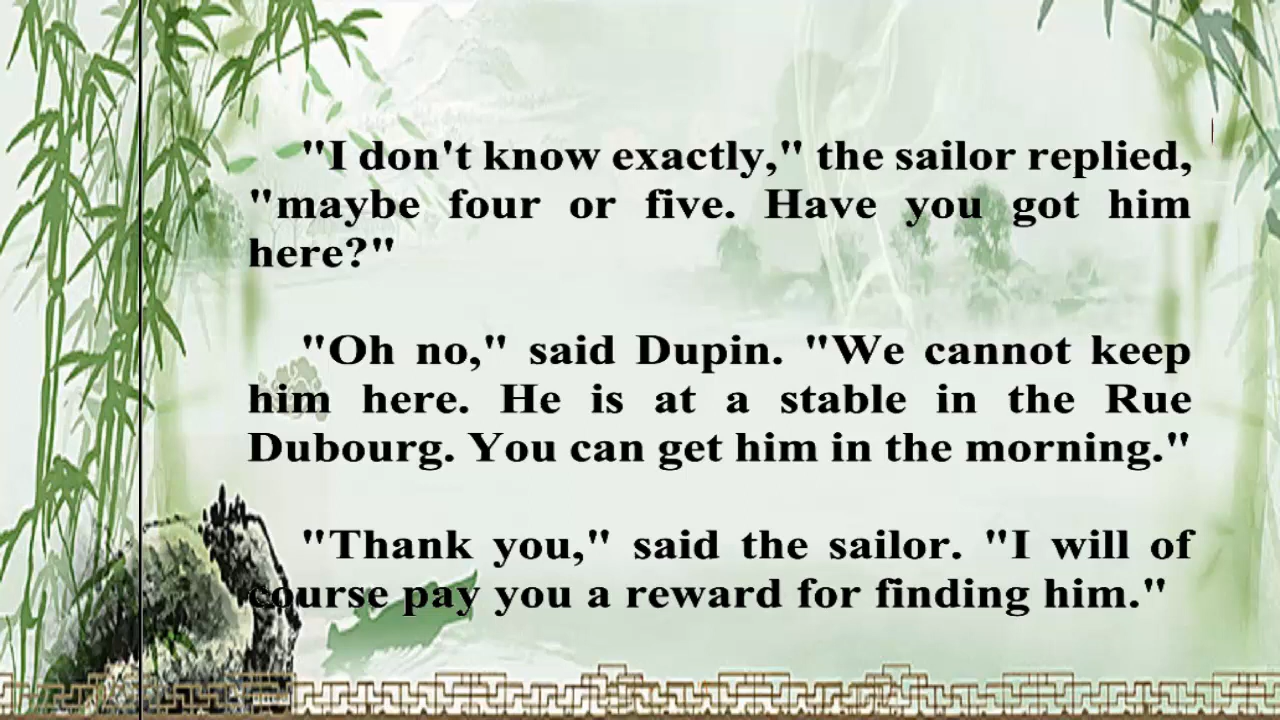 "I don't know exactly," the sailor replied,
"maybe four or five. Have you got him
here?"
"Oh no," said Dupin. "We cannot keep
him here. He is at a stable in the Rue
Dubourg. You can get him in the morning."
"Thank you," said the sailor. "I will of
course pay you a reward for finding him."